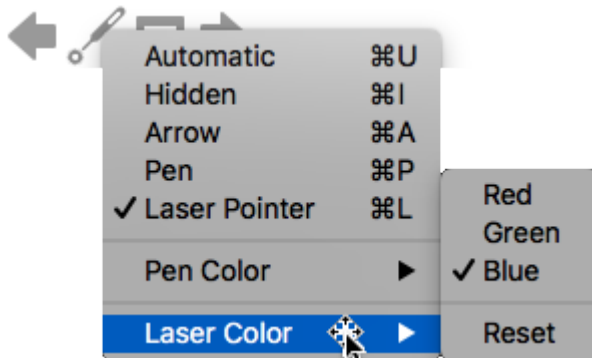 Automatic ⌘U
Hidden ⌘I
Arrow ⌘A
Pen ⌘P
✓ Laser Pointer ⌘L
Pen Color ▶
Laser Color ▶
Red
Green
✓ Blue
Reset